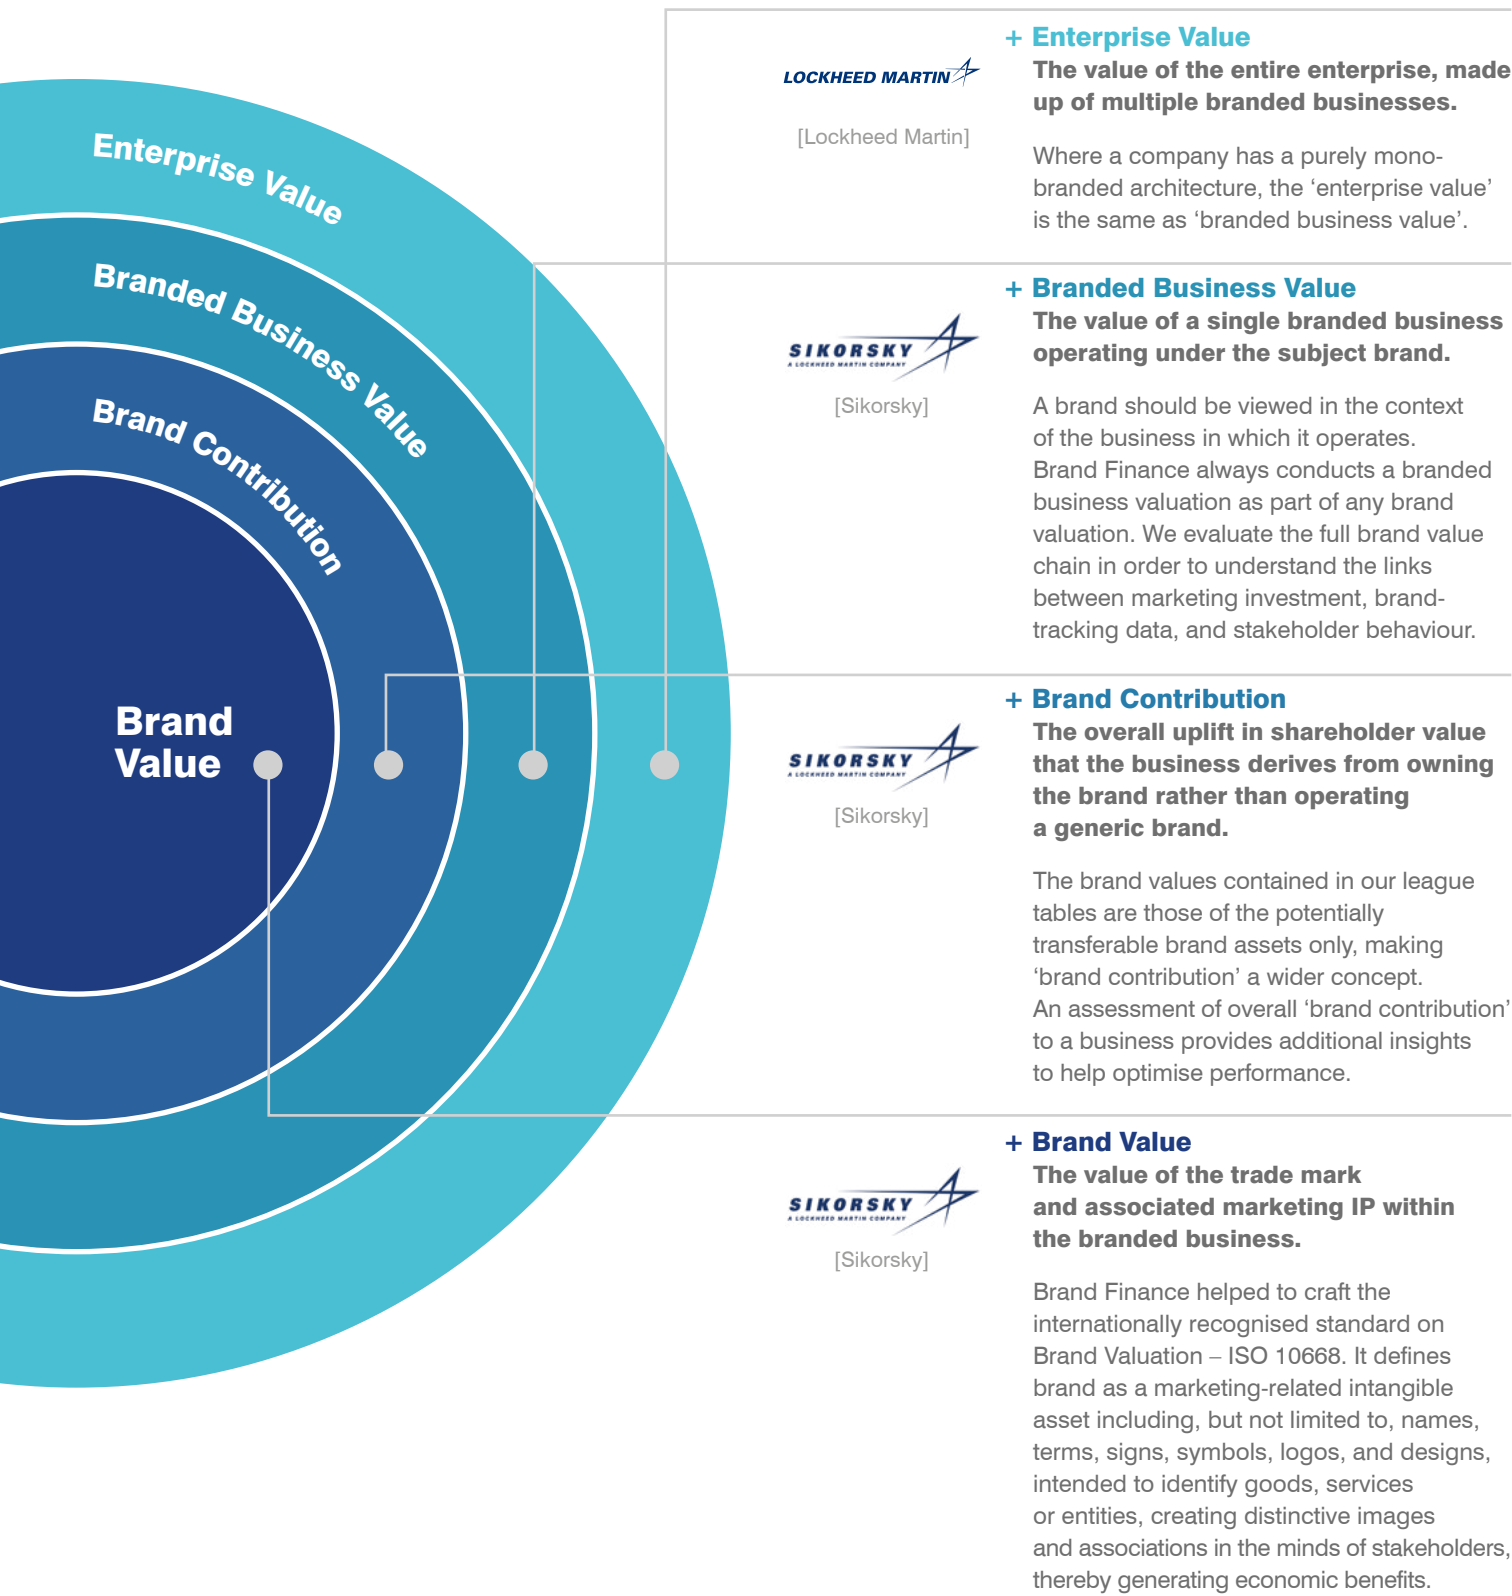 Enterprise Value
Branded Business Value
Brand Contribution
Brand
Value
LOCKHEED MARTIN
[Lockheed Martin]
+ Enterprise Value
The value of the entire enterprise, made
up of multiple branded businesses.
Where a company has a purely mono-
branded architecture, the ‘enterprise value’
is the same as ‘branded business value’.
SIKORSKY
A LOCKHEED MARTIN COMPANY
[Sikorsky]
+ Branded Business Value
The value of a single branded business
operating under the subject brand.
A brand should be viewed in the context
of the business in which it operates.
Brand Finance always conducts a branded
business valuation as part of any brand
valuation. We evaluate the full brand value
chain in order to understand the links
between marketing investment, brand-
tracking data, and stakeholder behaviour.
SIKORSKY
A LOCKHEED MARTIN COMPANY
[Sikorsky]
+ Brand Contribution
The overall uplift in shareholder value
that the business derives from owning
the brand rather than operating
a generic brand.
The brand values contained in our league
tables are those of the potentially
transferable brand assets only, making
‘brand contribution’ a wider concept.
An assessment of overall ‘brand contribution’
to a business provides additional insights
to help optimise performance.
SIKORSKY
A LOCKHEED MARTIN COMPANY
[Sikorsky]
+ Brand Value
The value of the trade mark
and associated marketing IP within
the branded business.
Brand Finance helped to craft the
internationally recognised standard on
Brand Valuation – ISO 10668. It defines
brand as a marketing-related intangible
asset including, but not limited to, names,
terms, signs, symbols, logos, and designs,
intended to identify goods, services
or entities, creating distinctive images
and associations in the minds of stakeholders,
thereby generating economic benefits.